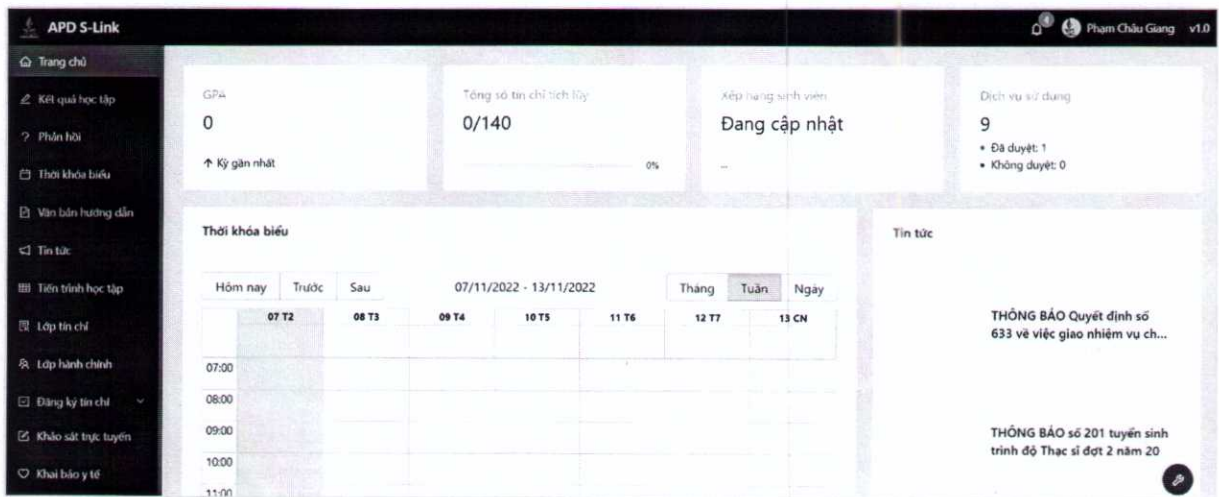 APD S-Link
4
Phạm Châu Giang v1.0
Trang chủ
Kết quả học tập
Phản hồi
Thời khóa biểu
Văn bản hướng dẫn
Tin tức
Tiến trình học tập
Lớp tín chỉ
Lớp hành chính
Đăng ký tín chỉ
Khảo sát trực tuyến
Khai báo y tế
GPA
0
↑ Kỳ gần nhất
Tổng số tín chỉ tích lũy
0/140
0%
Xếp hạng sinh viên
Đang cập nhật
--
Dịch vụ sử dụng
9
• Đã duyệt: 1
• Không duyệt: 0
Thời khóa biểu
Hôm nay Trước Sau 07/11/2022 - 13/11/2022 Tháng Tuần Ngày
07 T2 08 T3 09 T4 10 T5 11 T6 12 T7 13 CN
07:00
08:00
09:00
10:00
11:00
Tin tức
THÔNG BÁO Quyết định số
633 về việc giao nhiệm vụ ch...
THÔNG BÁO số 201 tuyển sinh
trình độ Thạc sĩ đợt 2 năm 20